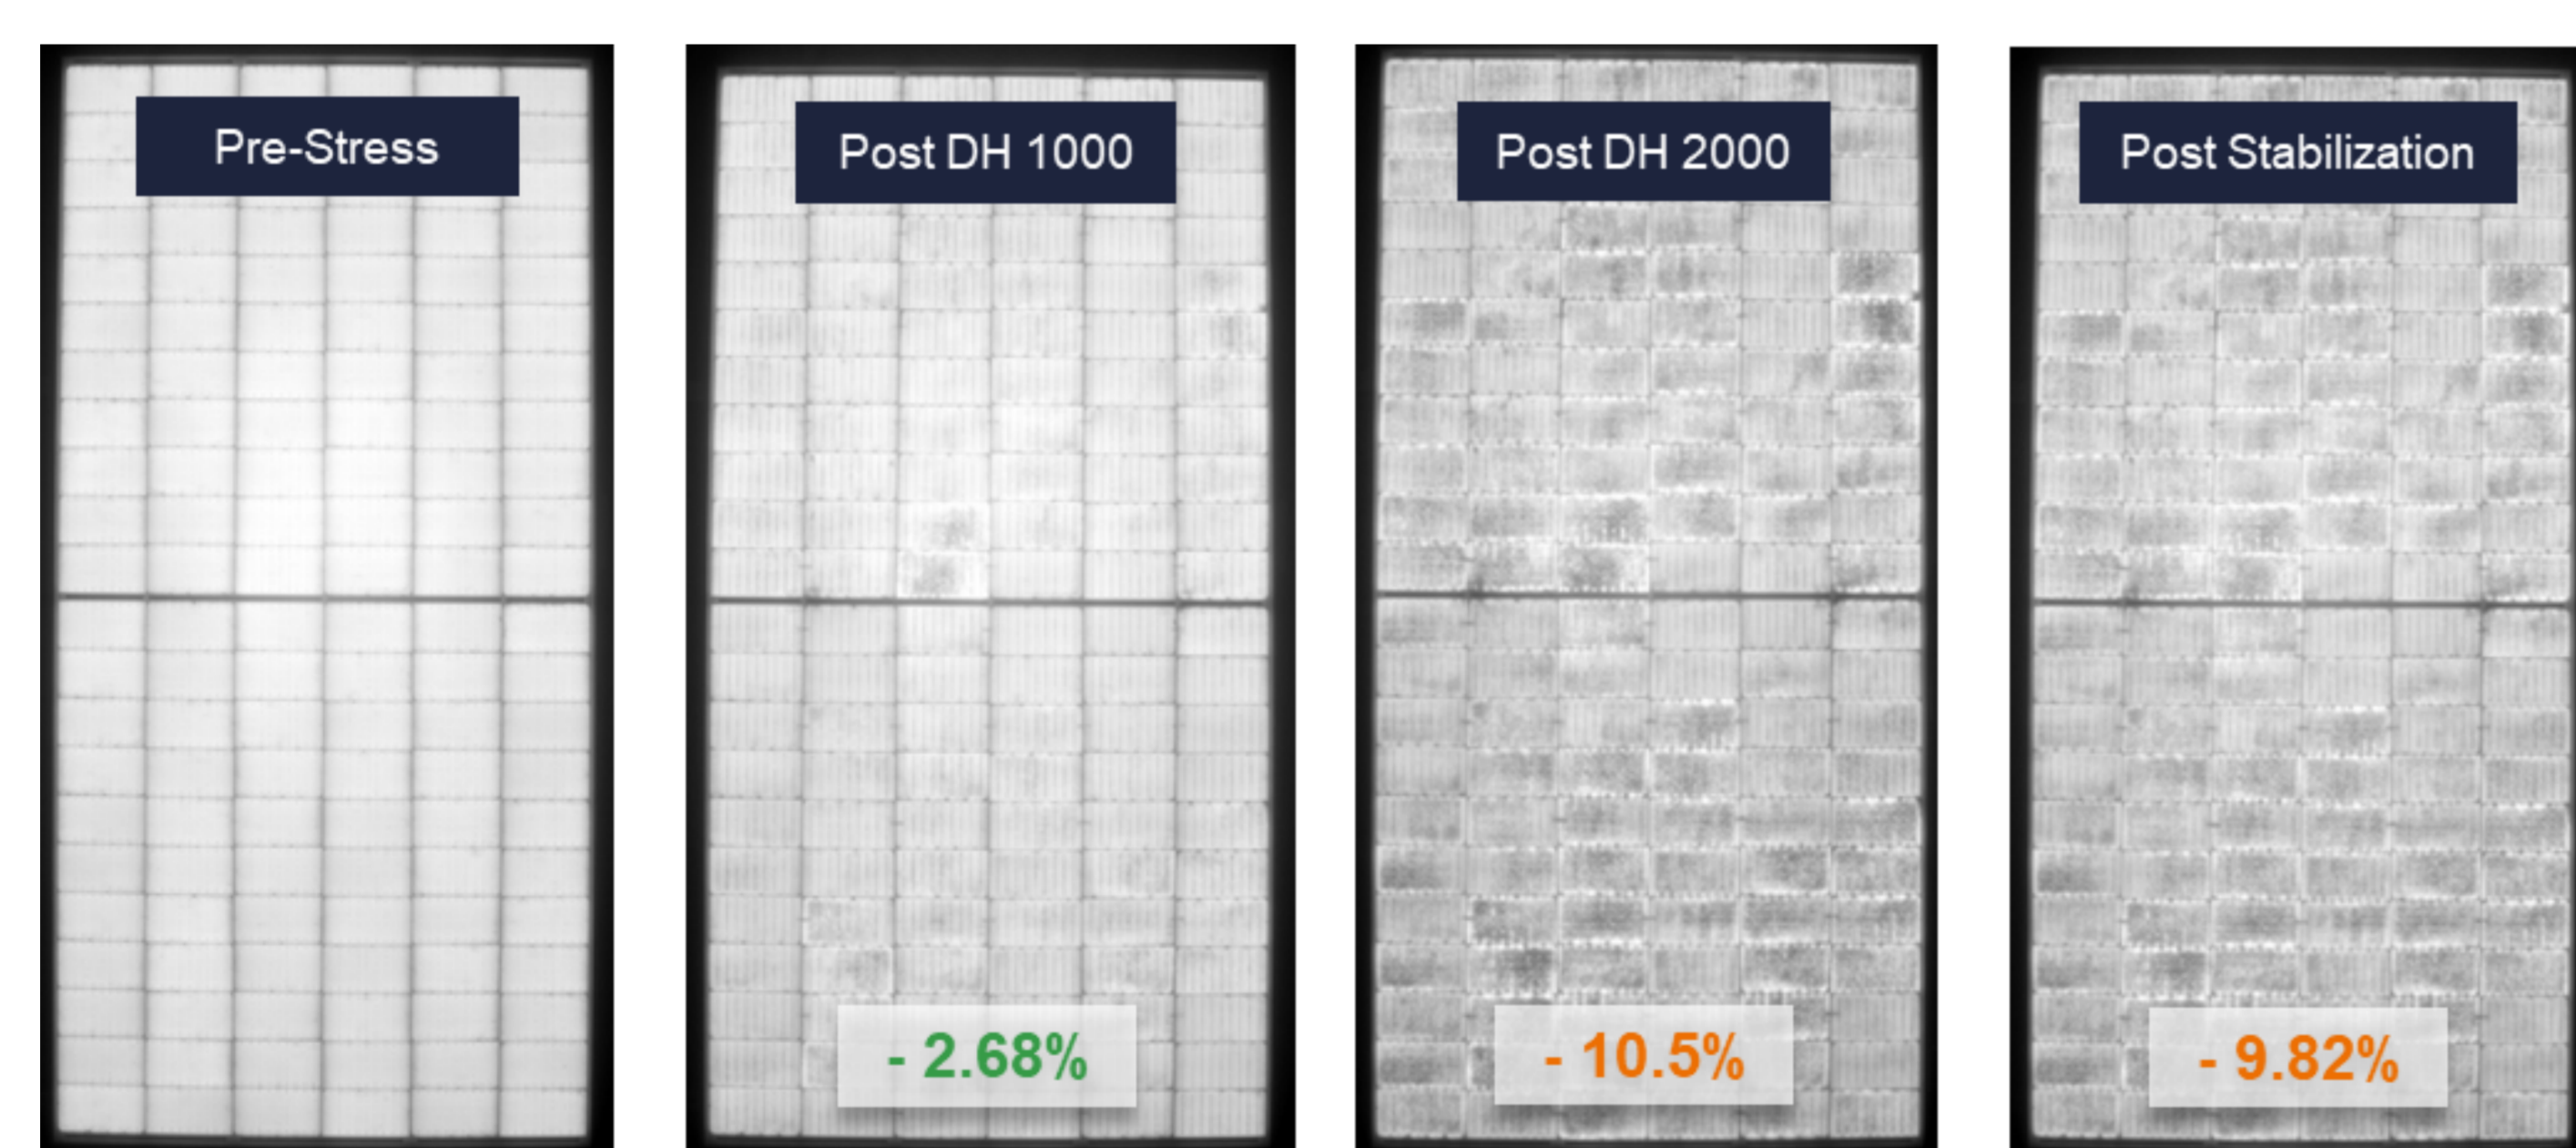 Pre-Stress
Post DH 1000
Post DH 2000
Post Stabilization
- 2.68%
- 10.5%
- 9.82%